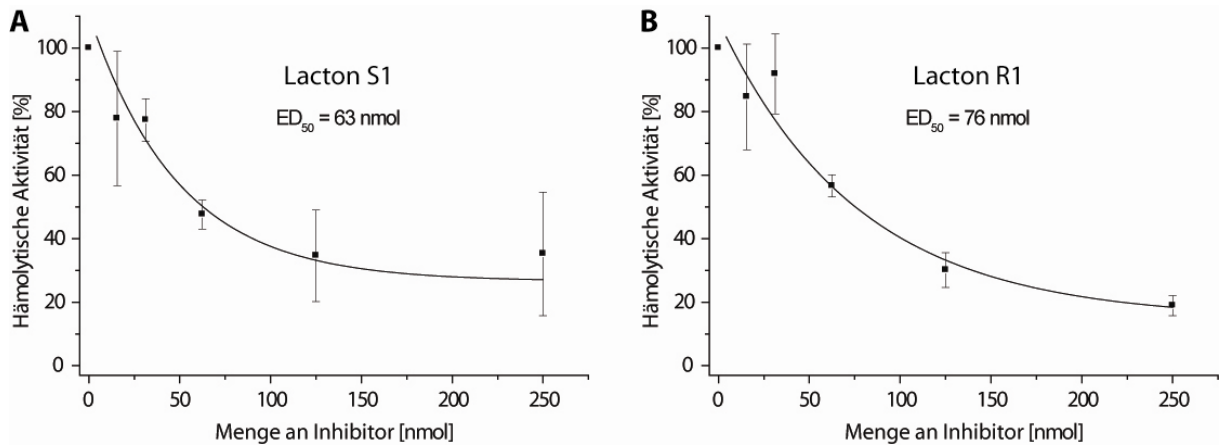 A
Lacton S1
ED₅₀ = 63 nmol
Hämolytische Aktivität [%]
100
80
60
40
20
0
0 50 100 150 200 250
Menge an Inhibitor [nmol]
B
Lacton R1
ED₅₀ = 76 nmol
Hämolytische Aktivität [%]
100
80
60
40
20
0
0 50 100 150 200 250
Menge an Inhibitor [nmol]